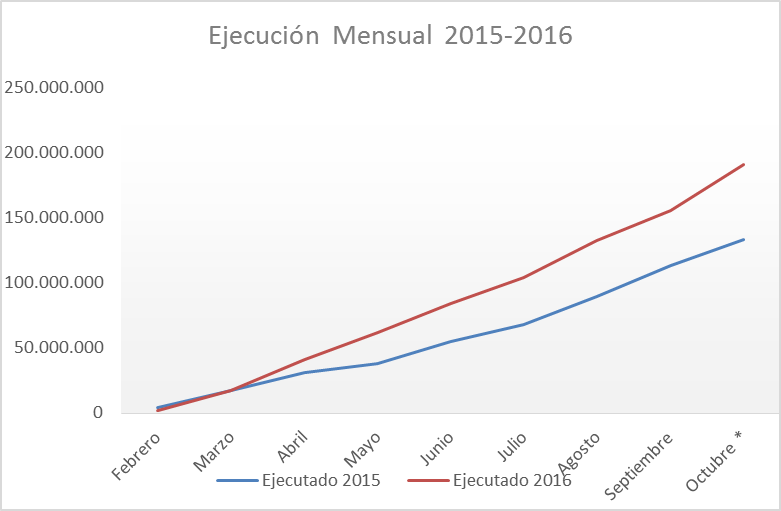 Ejecución Mensual 2015-2016
250.000.000
200.000.000
150.000.000
100.000.000
50.000.000
0
Febrero
Marzo
Abril
Mayo
Junio
Julio
Agosto
Septiembre
Octubre *
Ejecutado 2015
Ejecutado 2016